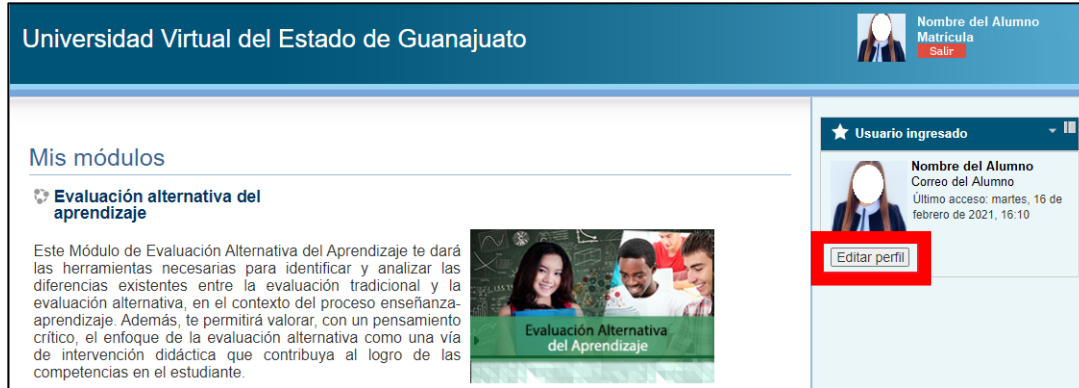 Universidad Virtual del Estado de Guanajuato
Nombre del Alumno
Matrícula
Salir
Mis módulos
Evaluación alternativa del
aprendizaje
Este Módulo de Evaluación Alternativa del Aprendizaje te dará
las herramientas necesarias para identificar y analizar las
diferencias existentes entre la evaluación tradicional y la
evaluación alternativa, en el contexto del proceso enseñanza-
aprendizaje. Además, te permitirá valorar, con un pensamiento
crítico, el enfoque de la evaluación alternativa como una vía
de intervención didáctica que contribuya al logro de las
competencias en el estudiante.
Evaluación Alternativa
del Aprendizaje
Usuario ingresado
Nombre del Alumno
Correo del Alumno
Último acceso: martes, 16 de
febrero de 2021, 16:10
Editar perfil